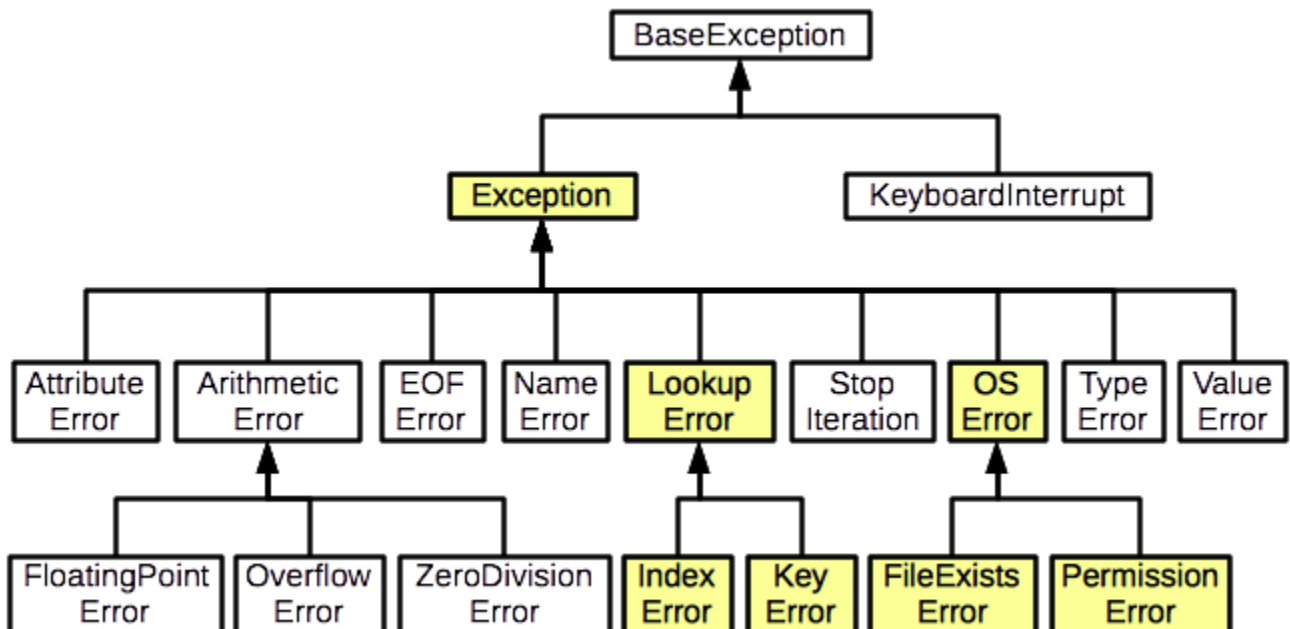 BaseException
Exception
KeyboardInterrupt
Attribute
Error
Arithmetic
Error
EOF
Error
Name
Error
Lookup
Error
Stop
Iteration
OS
Error
Type
Error
Value
Error
FloatingPoint
Error
Overflow
Error
ZeroDivision
Error
Index
Error
Key
Error
FileExists
Error
Permission
Error